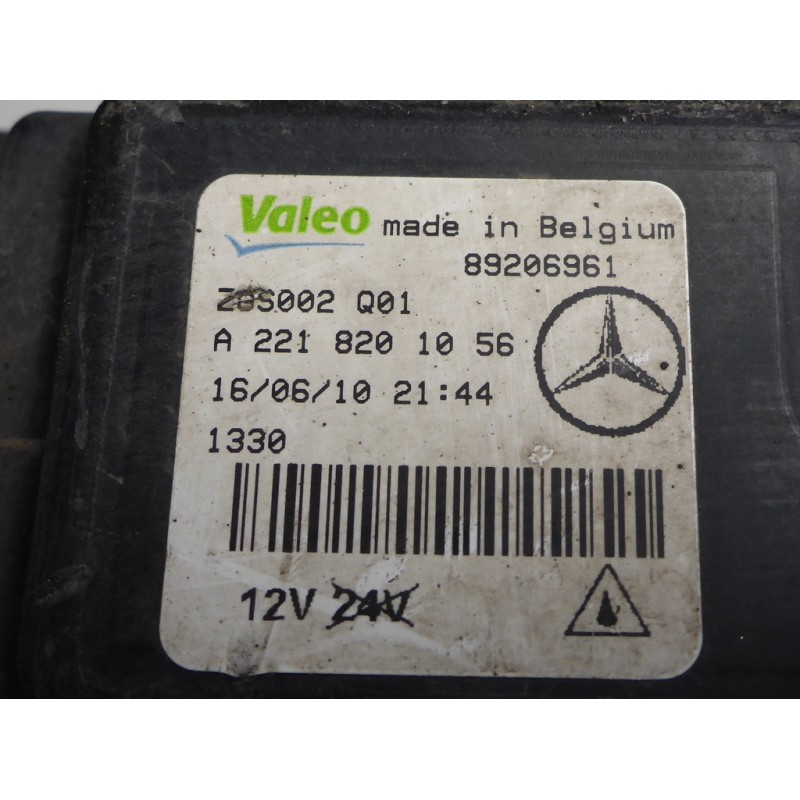 Valeo made in Belgium
89206961
Z8S002 Q01
A 221 820 10 56
16/06/10 21:44
1330
12V 24V